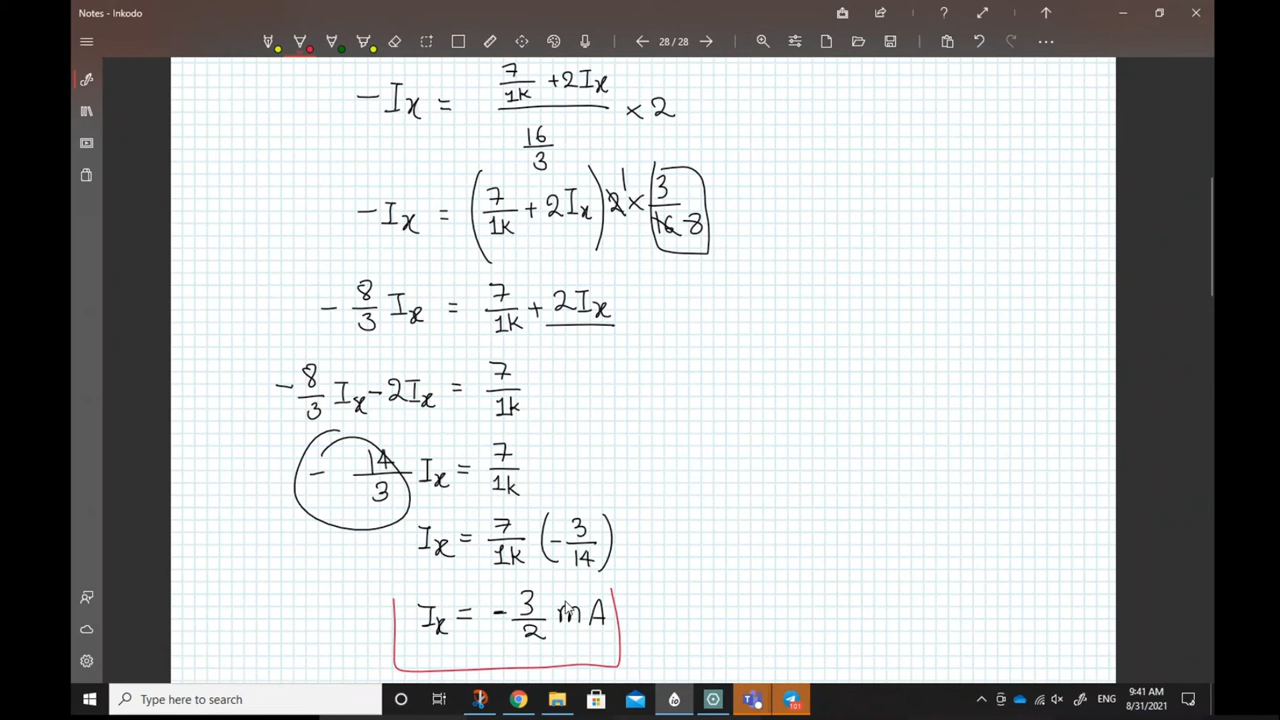 Notes - Inkodo
28 / 28
-Ix = (7/1k + 2Ix)/(16/3) × 2
-Ix = (7/1k + 2Ix) 2 1 × 3/16 8
- 8/3 Ix = 7/1k + 2Ix
- 8/3 Ix - 2Ix = 7/1k
- 14/3 Ix = 7/1k
Ix = 7/1k (- 3/14)
Ix = - 3/2 mA
Type here to search
101
ENG
9:41 AM
8/31/2021